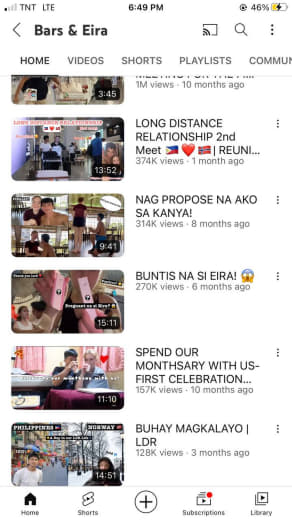 TNT LTE 6:49 PM 46%
Bars & Eira
HOME VIDEOS SHORTS PLAYLISTS COMMUN
3:45
1M views · 10 months ago
LONG DISTANCE RELATIONSHIP
13:52
LONG DISTANCE
RELATIONSHIP 2nd
Meet 🇵🇭❤️🇳🇴| REUNI...
374K views · 1 month ago
9:41
NAG PROPOSE NA AKO
SA KANYA!
314K views · 8 months ago
Pregnant na si Eira?
15:11
BUNTIS NA SI EIRA! 😱
270K views · 6 months ago
11:10
SPEND OUR
MONTHSARY WITH US-
FIRST CELEBRATION...
157K views · 10 months ago
PHILIPPINES NORWAY
14:51
BUHAY MAGKALAYO |
LDR
128K views · 3 months ago
Home Shorts Subscriptions Library